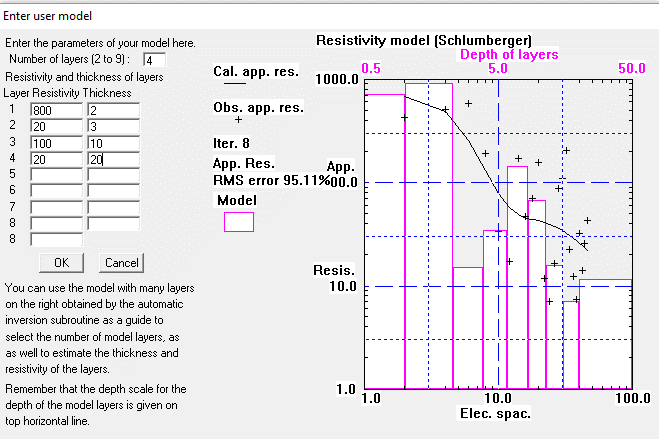 Enter user model
Enter the parameters of your model here.
Number of layers (2 to 9) : 4
Resistivity and thickness of layers
Layer Resistivity Thickness
1 800 2
2 20 3
3 100 10
4 20 20
5
6
7
8
8
OK Cancel
You can use the model with many layers
on the right obtained by the automatic
inversion subroutine as a guide to
select the number of model layers, as
as well to estimate the thickness and
resistivity of the layers.
Remember that the depth scale for the
depth of the model layers is given on
top horizontal line.
Cal. app. res.
Obs. app. res.
Iter. 8
App. Res.
RMS error 95.11%
Model
Resistivity model (Schlumberger)
Depth of layers
0.5 5.0 50.0
1000.0
App.
00.0
Resis.
10.0
1.0
1.0 10.0 100.0
Elec. spac.